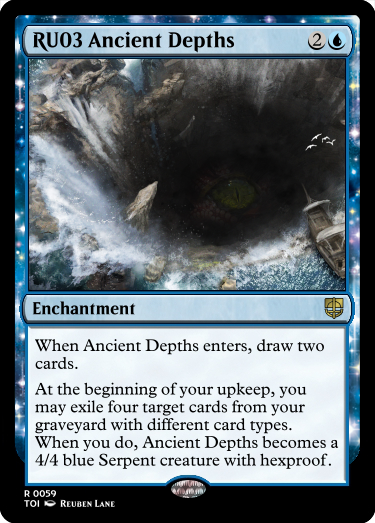 RU03 Ancient Depths 2
Enchantment
When Ancient Depths enters, draw two
cards.
At the beginning of your upkeep, you
may exile four target cards from your
graveyard with different card types.
When you do, Ancient Depths becomes a
4/4 blue Serpent creature with hexproof.
R 0059
TOI Reuben Lane